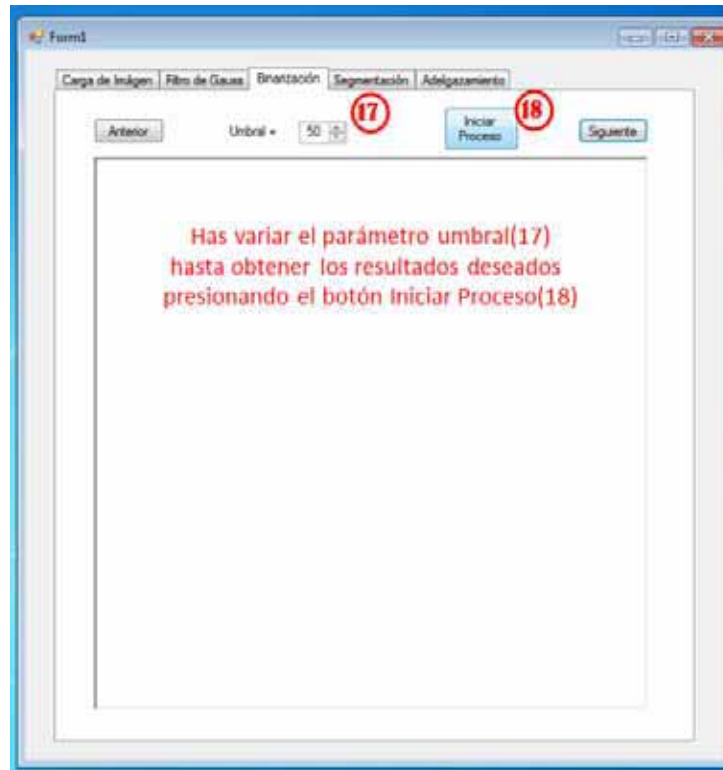 Form1
Carga de Imágen Filtro de Gauss Binarización Segmentación Adelgazamiento
17 18
Anterior Umbral = 50 Iniciar Proceso Siguiente
Has variar el parámetro umbral(17)
hasta obtener los resultados deseados
presionando el botón Iniciar Proceso(18)